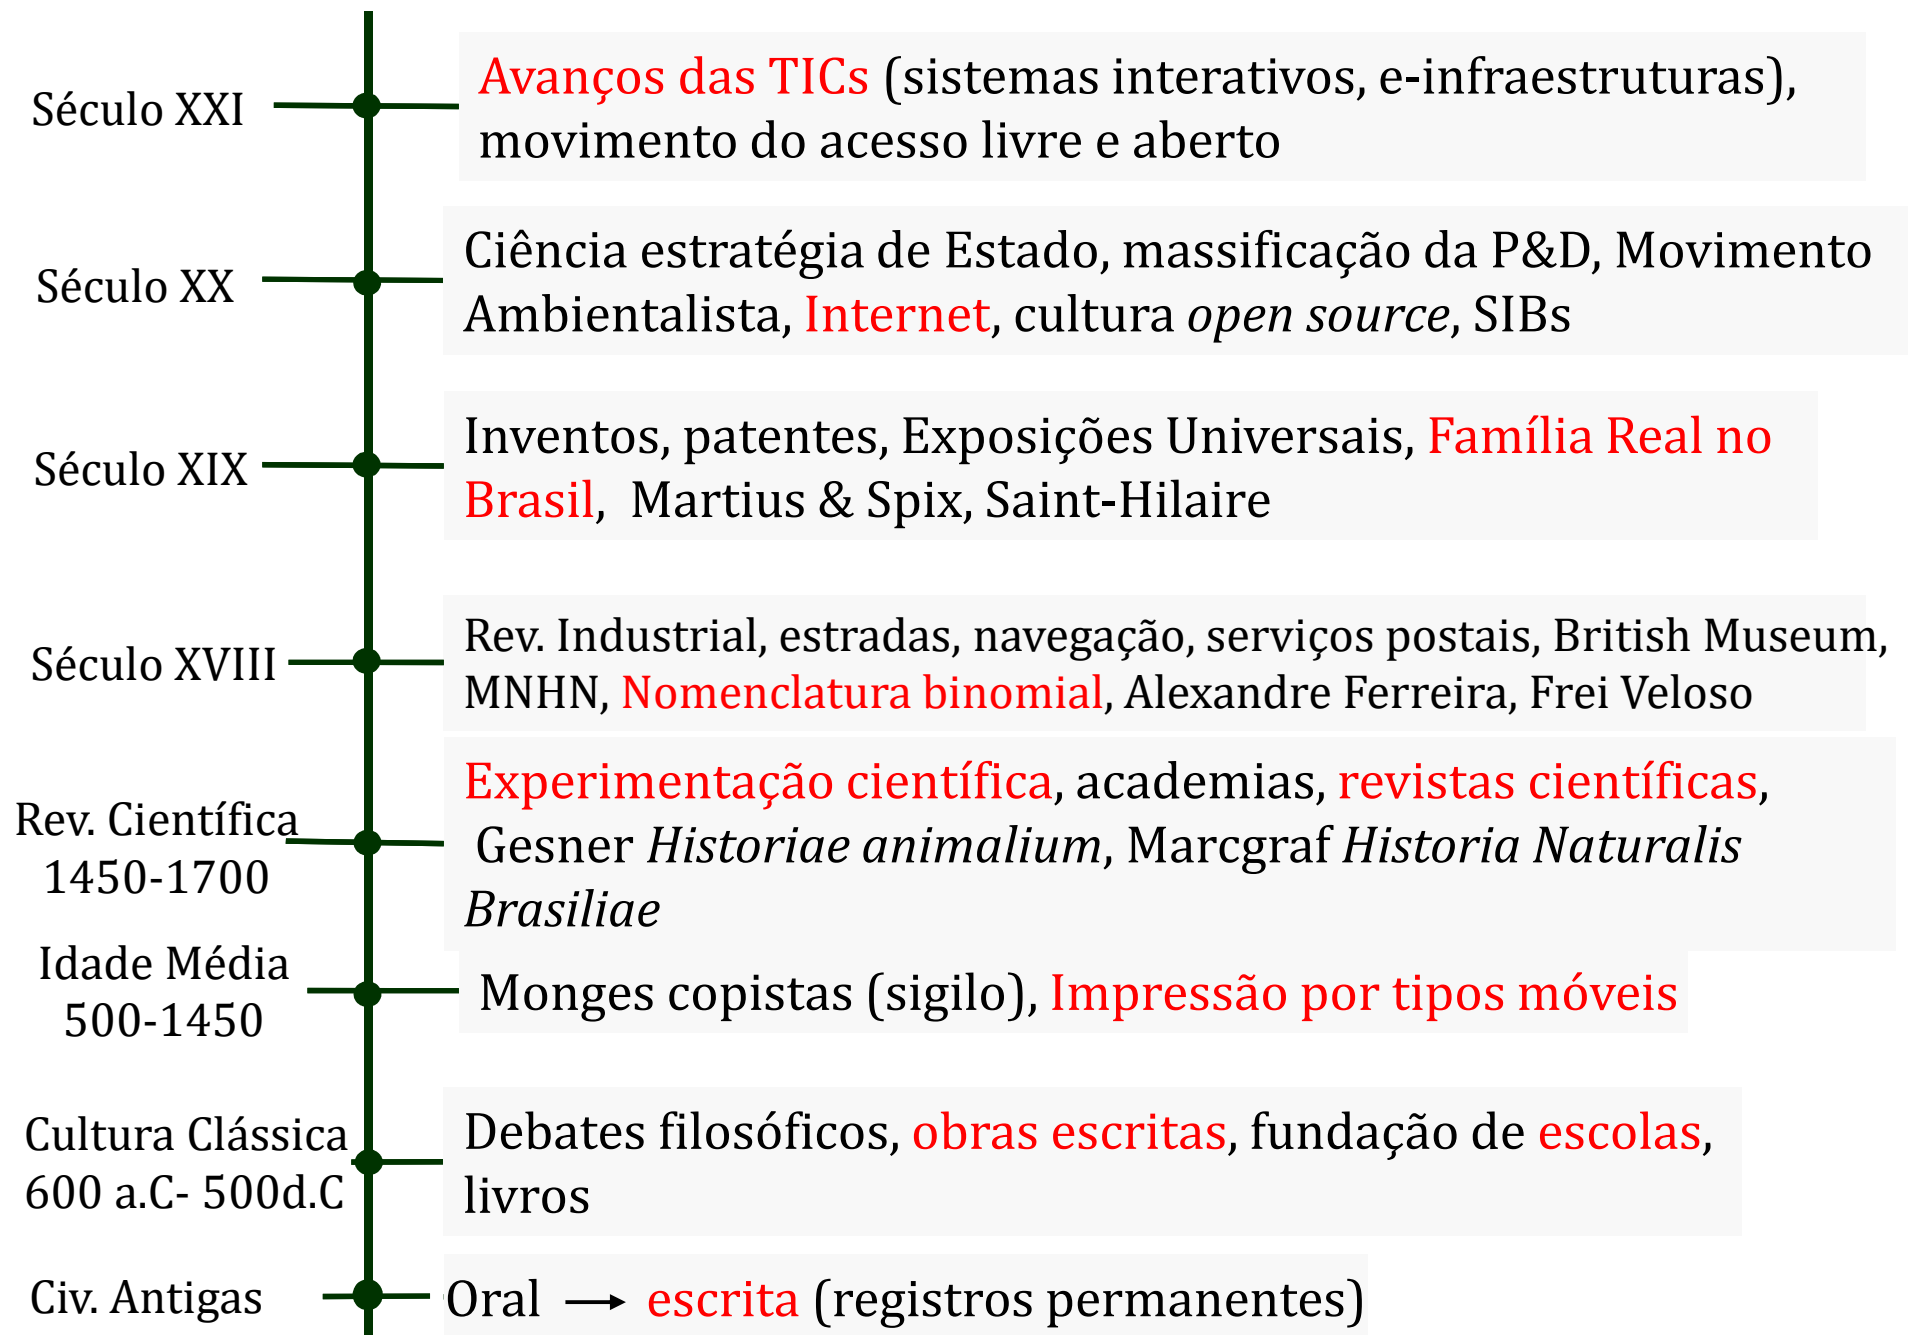 Século XXI
Avanços das TICs (sistemas interativos, e-infraestruturas),
movimento do acesso livre e aberto
Século XX
Ciência estratégia de Estado, massificação da P&D, Movimento
Ambientalista, Internet, cultura open source, SIBs
Século XIX
Inventos, patentes, Exposições Universais, Família Real no
Brasil, Martius & Spix, Saint-Hilaire
Século XVIII
Rev. Industrial, estradas, navegação, serviços postais, British Museum,
MNHN, Nomenclatura binomial, Alexandre Ferreira, Frei Veloso
Rev. Científica
1450-1700
Experimentação científica, academias, revistas científicas,
Gesner Historiae animalium, Marcgraf Historia Naturalis
Brasiliae
Idade Média
500-1450
Monges copistas (sigilo), Impressão por tipos móveis
Cultura Clássica
600 a.C- 500d.C
Debates filosóficos, obras escritas, fundação de escolas,
livros
Civ. Antigas
Oral → escrita (registros permanentes)